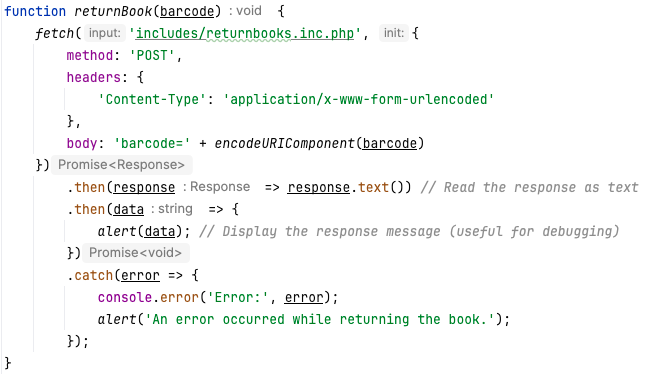 function returnBook(barcode) : void  {
    fetch( input: 'includes/returnbooks.inc.php',  init: {
        method: 'POST',
        headers: {
            'Content-Type': 'application/x-www-form-urlencoded'
        },
        body: 'barcode=' + encodeURIComponent(barcode)
    }) Promise<Response>
        .then(response : Response  => response.text()) // Read the response as text
        .then(data : string  => {
            alert(data); // Display the response message (useful for debugging)
        }) Promise<void>
        .catch(error => {
            console.error('Error:', error);
            alert('An error occurred while returning the book.');
        });
}